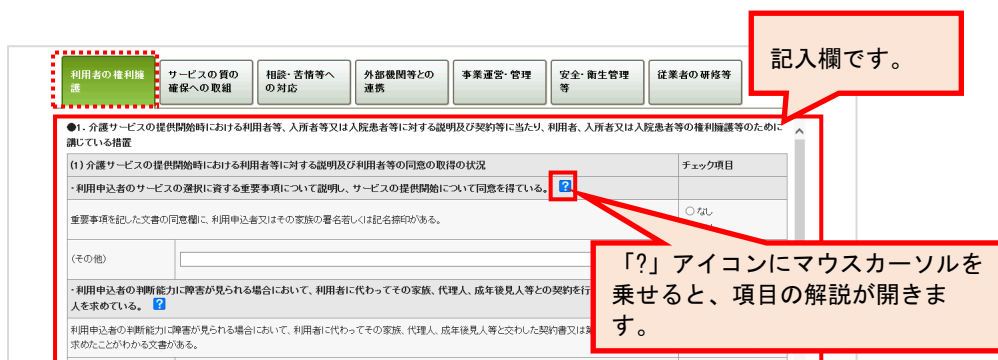 記入欄です。
利用者の権利擁
護
サービスの質の
確保への取組
相談・苦情等へ
の対応
外部機関等との
連携
事業運営・管理
安全・衛生管理
等
従業者の研修等
●1．介護サービスの提供開始時における利用者等、入所者等又は入院患者等に対する説明及び契約等に当たり、利用者、入所者又は入院患者等の権利擁護等のために
講じている措置
(1) 介護サービスの提供開始時における利用者等に対する説明及び利用者等の同意の取得の状況
チェック項目
・利用申込者のサービスの選択に資する重要事項について説明し、サービスの提供開始について同意を得ている。 ?
重要事項を記した文書の同意欄に、利用申込者又はその家族の署名若しくは記名捺印がある。
なし
(その他)
「?」アイコンにマウスカーソルを
乗せると、項目の解説が開きま
す。
・利用申込者の判断能力に障害が見られる場合において、利用者に代わってその家族、代理人、成年後見人等との契約を行
人を求めている。 ?
利用申込者の判断能力に障害が見られる場合において、利用者に代わってその家族、代理人、成年後見人等と交わした契約書又は
求めたことがわかる文書がある。